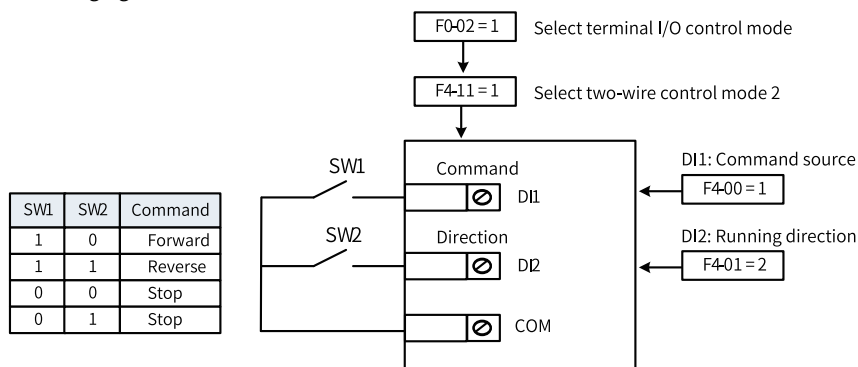 F0-02 = 1 Select terminal I/O control mode
F4-11 = 1 Select two-wire control mode 2
SW1 SW2 Command
1 0 Forward
1 1 Reverse
0 0 Stop
0 1 Stop
SW1
SW2
Command
DI1
Direction
DI2
COM
DI1: Command source
F4-00 = 1
DI2: Running direction
F4-01 = 2